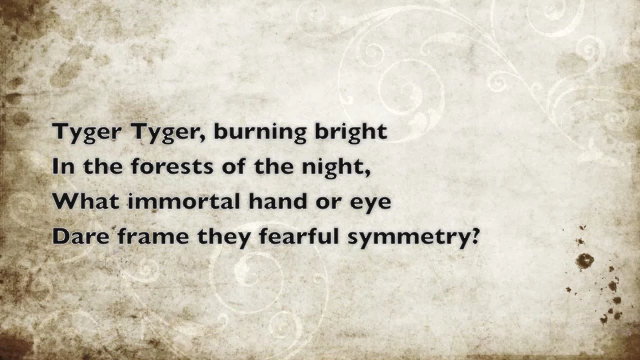 Tyger Tyger, burning bright
In the forests of the night,
What immortal hand or eye
Dare frame they fearful symmetry?